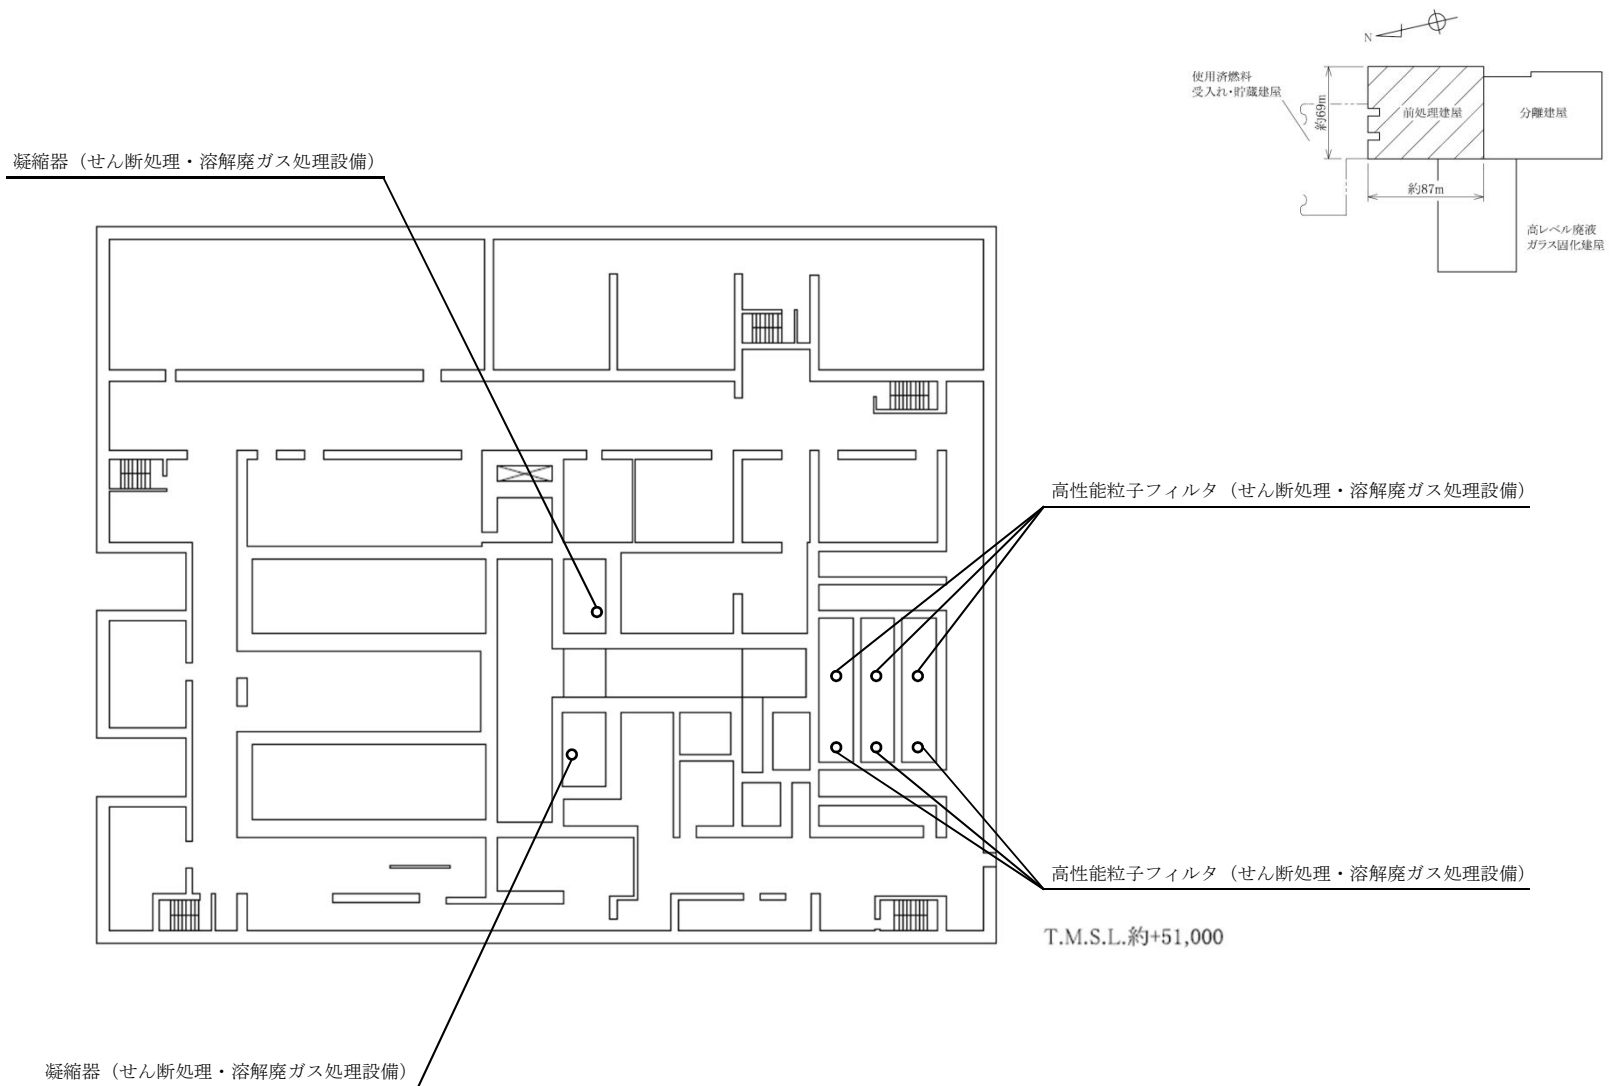 N
使用済燃料
受入れ・貯蔵建屋
約69m
前処理建屋
分離建屋
約87m
高レベル廃液
ガラス固化建屋
凝縮器（せん断処理・溶解廃ガス処理設備）
高性能粒子フィルタ（せん断処理・溶解廃ガス処理設備）
高性能粒子フィルタ（せん断処理・溶解廃ガス処理設備）
T.M.S.L.約+51,000
凝縮器（せん断処理・溶解廃ガス処理設備）